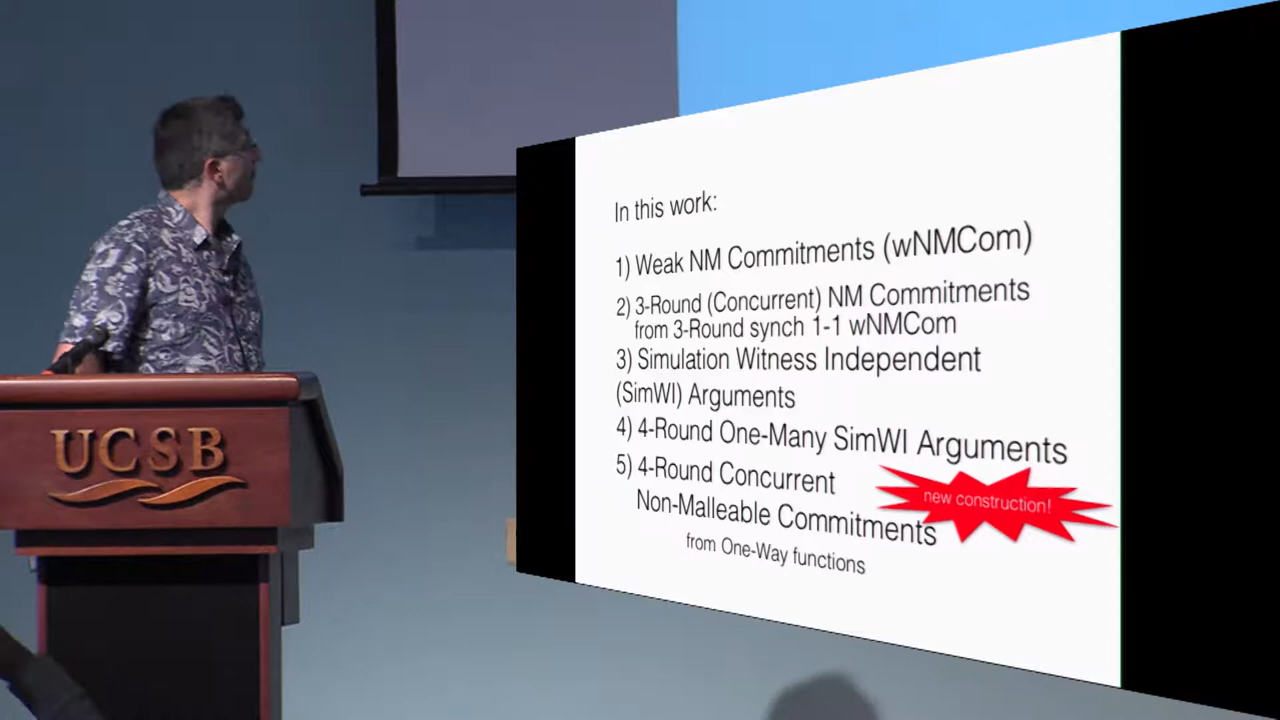 UCSB
In this work:
1) Weak NM Commitments (wNMCom)
2) 3-Round (Concurrent) NM Commitments
from 3-Round synch 1-1 wNMCom
3) Simulation Witness Independent
(SimWI) Arguments
4) 4-Round One-Many SimWI Arguments
5) 4-Round Concurrent
Non-Malleable Commitments
new construction!
from One-Way functions